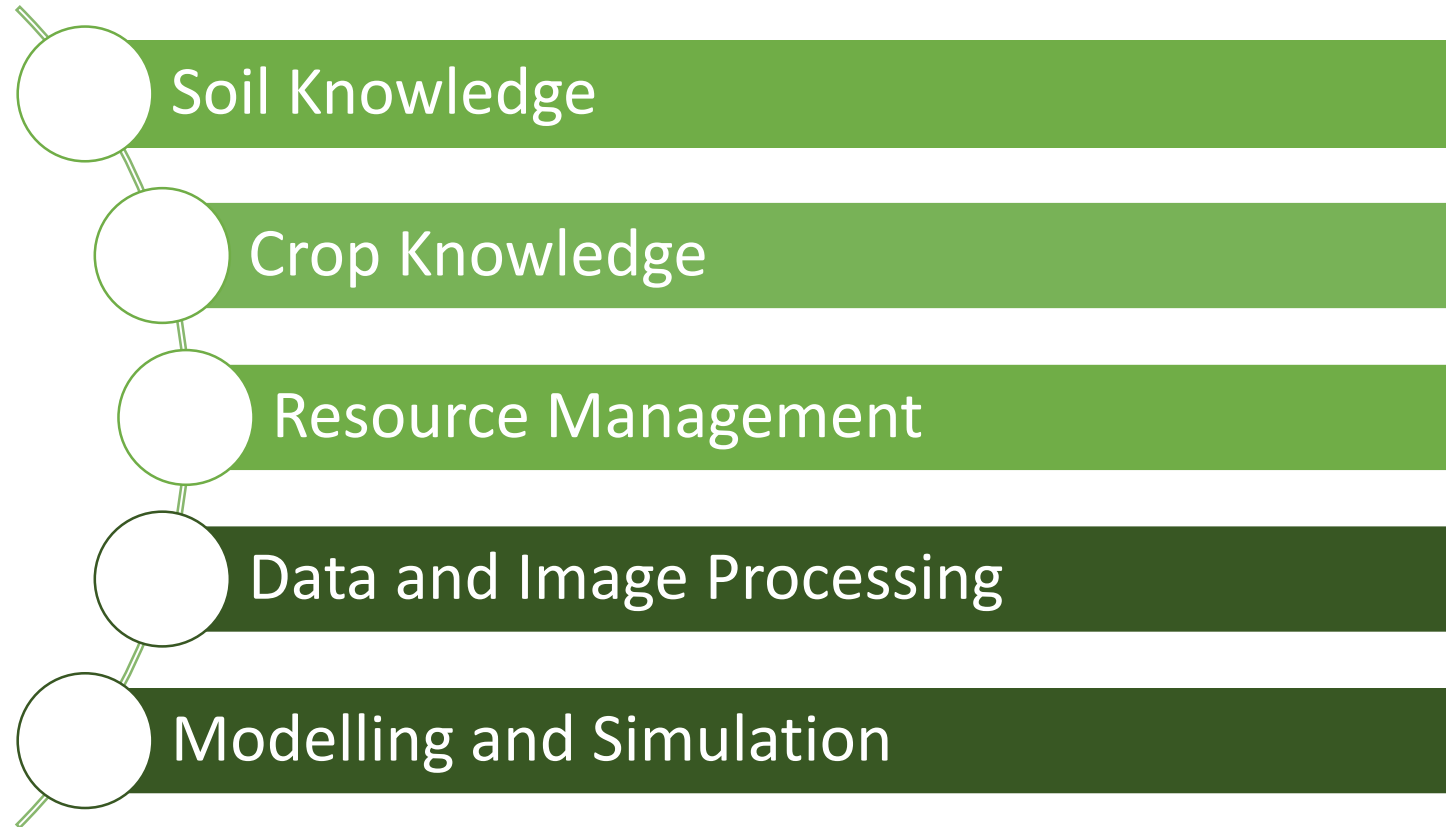 Soil Knowledge
Crop Knowledge
Resource Management
Data and Image Processing
Modelling and Simulation